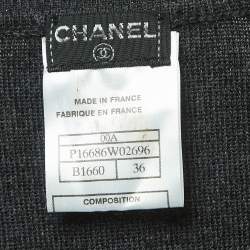 CHANEL
MADE IN FRANCE
FABRIQUE EN FRANCE
00A
P16686W02696
B1660 36
COMPOSITION